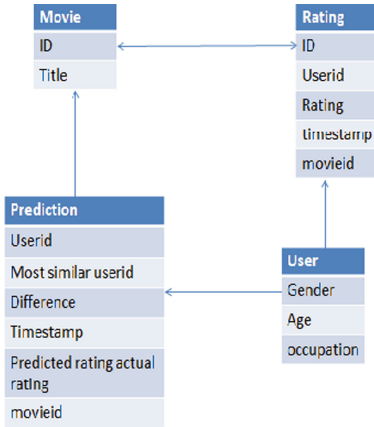 Movie
ID
Title
Rating
ID
Userid
Rating
timestamp
movieid
Prediction
Userid
Most similar userid
Difference
Timestamp
Predicted rating actual
rating
movieid
User
Gender
Age
occupation